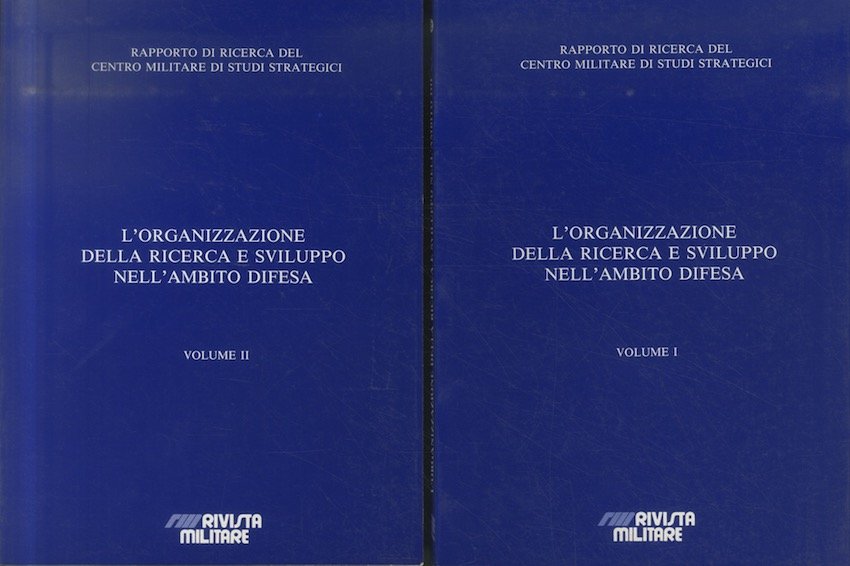 RAPPORTO DI RICERCA DEL
CENTRO MILITARE DI STUDI STRATEGICI
L'ORGANIZZAZIONE
DELLA RICERCA E SVILUPPO
NELL'AMBITO DIFESA
VOLUME II
RIVISTA
MILITARE
RAPPORTO DI RICERCA DEL
CENTRO MILITARE DI STUDI STRATEGICI
L'ORGANIZZAZIONE
DELLA RICERCA E SVILUPPO
NELL'AMBITO DIFESA
VOLUME I
RIVISTA
MILITARE